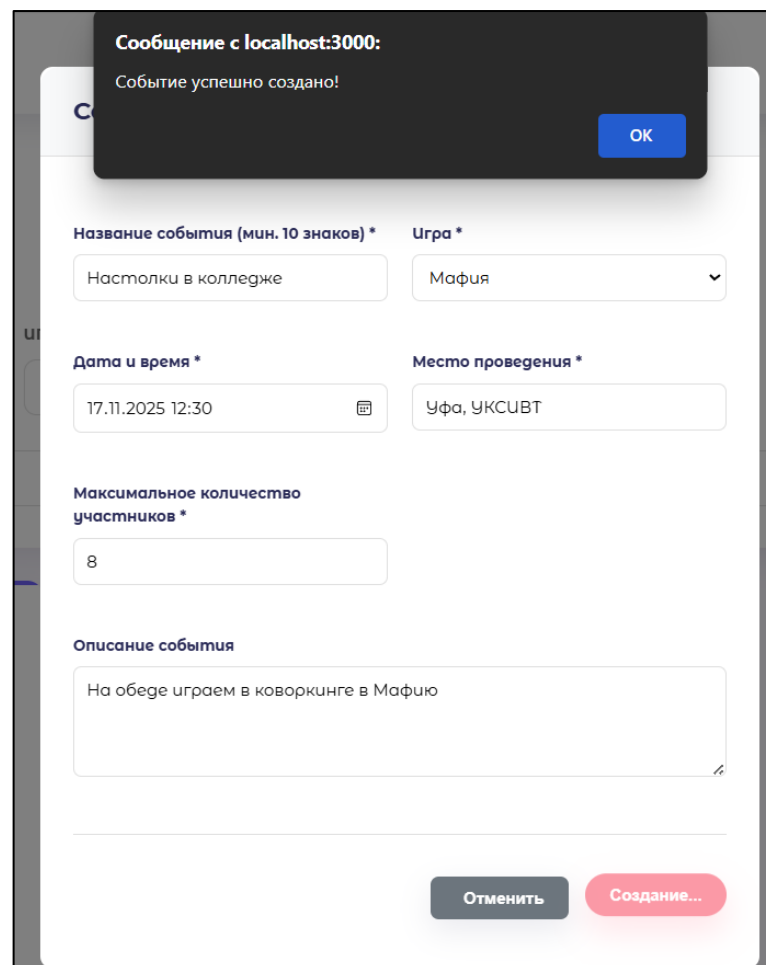 Сообщение с localhost:3000:
Событие успешно создано!
ОК
Название события (мин. 10 знаков) *
Игра *
Настолки в колледже
Мафия
Дата и время *
Место проведения *
17.11.2025 12:30
Уфа, УКСИВТ
Максимальное количество
участников *
8
Описание события
На обеде играем в коворкинге в Мафию
Отменить
Создание...